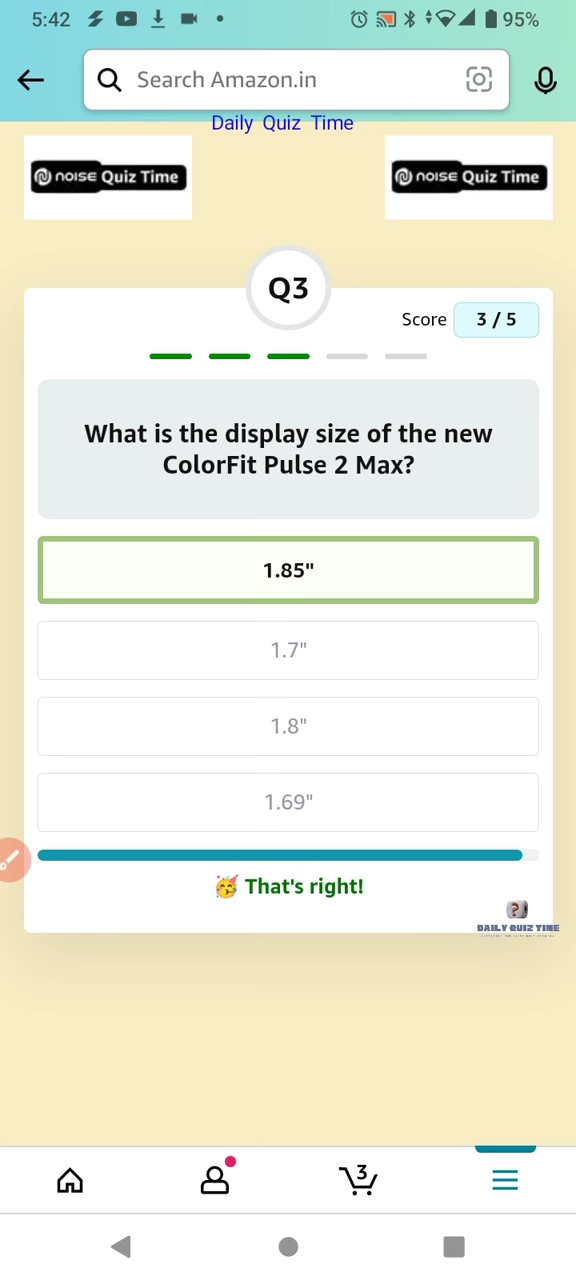 5:42
95%
Search Amazon.in
Daily Quiz Time
noise Quiz Time
noise Quiz Time
Q3
Score 3 / 5
What is the display size of the new
ColorFit Pulse 2 Max?
1.85"
1.7"
1.8"
1.69"
🥳 That's right!
?
DAILY QUIZ TIME
3